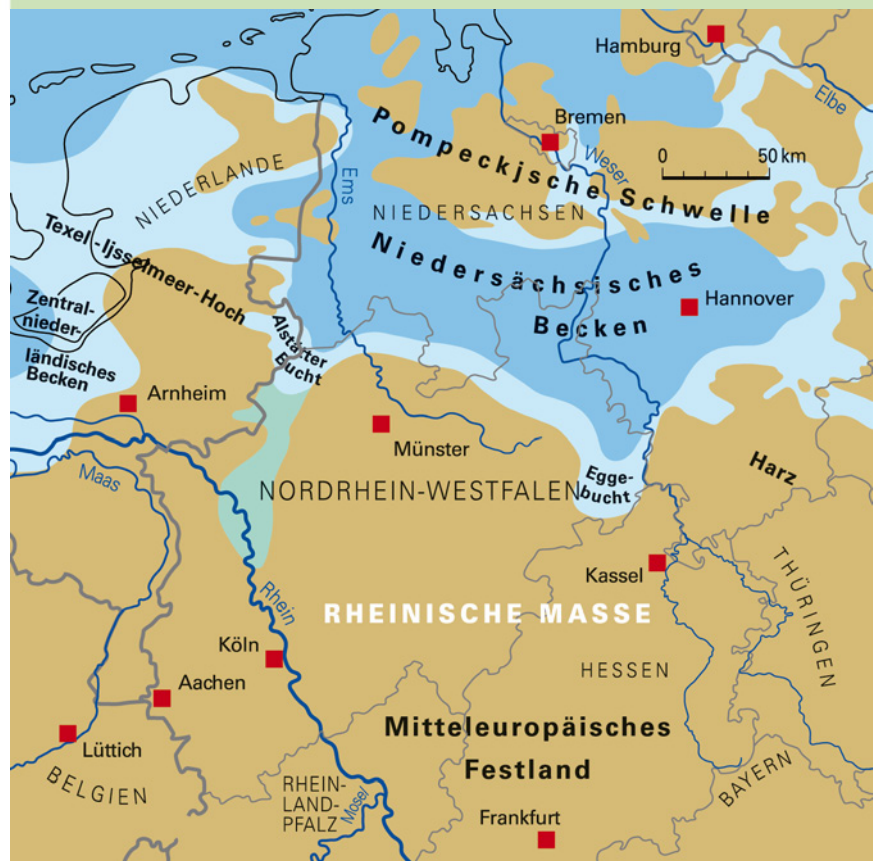 Hamburg
Elbe
Bremen
Pompeckjsche Schwelle
Weser
0 50 km
NIEDERLANDE
Ems
NIEDERSACHSEN
Texel-Ijsselmeer-Hoch
Niedersächsisches
Becken
Hannover
Zentral-
nieder-
ländisches
Becken
Alstätter
Bucht
Arnheim
Münster
Maas
Egge-
bucht
Harz
NORDRHEIN-WESTFALEN
Kassel
THÜRINGEN
Rhein
RHEINISCHE MASSE
Köln
HESSEN
Aachen
Mitteleuropäisches
Festland
Lüttich
BELGIEN
RHEIN-
LAND-
PFALZ
Mosel
BAYERN
Frankfurt